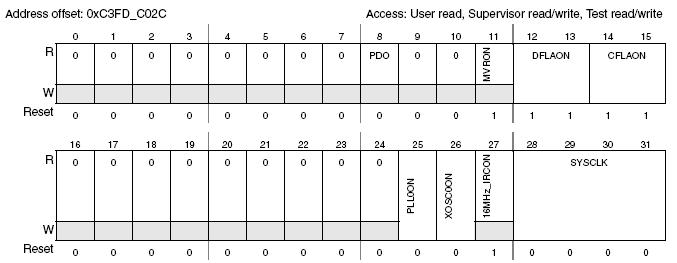 Address offset: 0xC3FD_C02C Access: User read, Supervisor read/write, Test read/write
0 1 2 3 4 5 6 7 8 9 10 11 12 13 14 15
R 0 0 0 0 0 0 0 0 PDO 0 0 MVRON DFLAON CFLAON
W
Reset 0 0 0 0 0 0 0 0 0 0 0 1 1 1 1 1
16 17 18 19 20 21 22 23 24 25 26 27 28 29 30 31
R 0 0 0 0 0 0 0 0 0 PLL0ON XOSC0ON 16MHz_IRCON SYSCLK
W
Reset 0 0 0 0 0 0 0 0 0 0 0 1 0 0 0 0